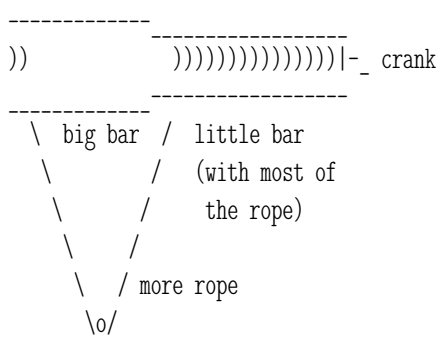 -------------
------------------
)) )))))))))))))))|-_ crank
------------------
-------------
\ big bar / little bar
\ / (with most of
\ / the rope)
\ /
\ / more rope
\o/